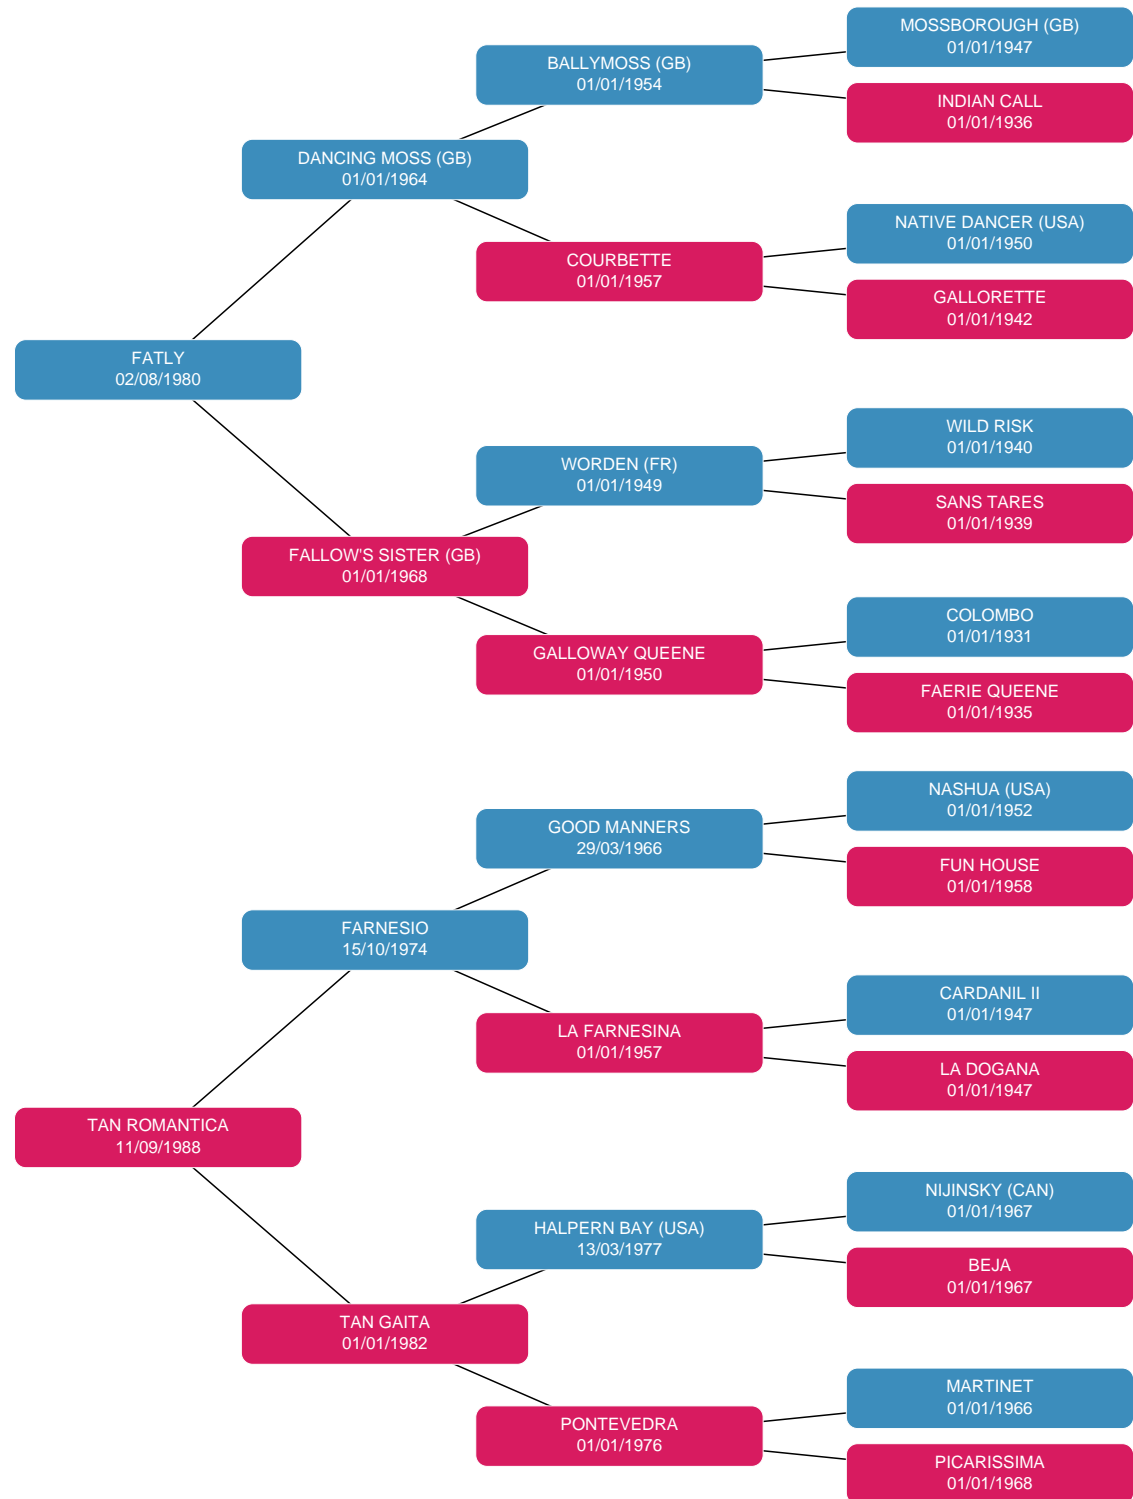 MOSSBOROUGH (GB)
01/01/1947
BALLYMOSS (GB)
01/01/1954
INDIAN CALL
01/01/1936
DANCING MOSS (GB)
01/01/1964
NATIVE DANCER (USA)
01/01/1950
COURBETTE
01/01/1957
GALLORETTE
01/01/1942
FATLY
02/08/1980
WILD RISK
01/01/1940
WORDEN (FR)
01/01/1949
SANS TARES
01/01/1939
FALLOW'S SISTER (GB)
01/01/1968
COLOMBO
01/01/1931
GALLOWAY QUEENE
01/01/1950
FAERIE QUEENE
01/01/1935
NASHUA (USA)
01/01/1952
GOOD MANNERS
29/03/1966
FUN HOUSE
01/01/1958
FARNESIO
15/10/1974
CARDANIL II
01/01/1947
LA FARNESINA
01/01/1957
LA DOGANA
01/01/1947
TAN ROMANTICA
11/09/1988
NIJINSKY (CAN)
01/01/1967
HALPERN BAY (USA)
13/03/1977
BEJA
01/01/1967
TAN GAITA
01/01/1982
MARTINET
01/01/1966
PONTEVEDRA
01/01/1976
PICARISSIMA
01/01/1968